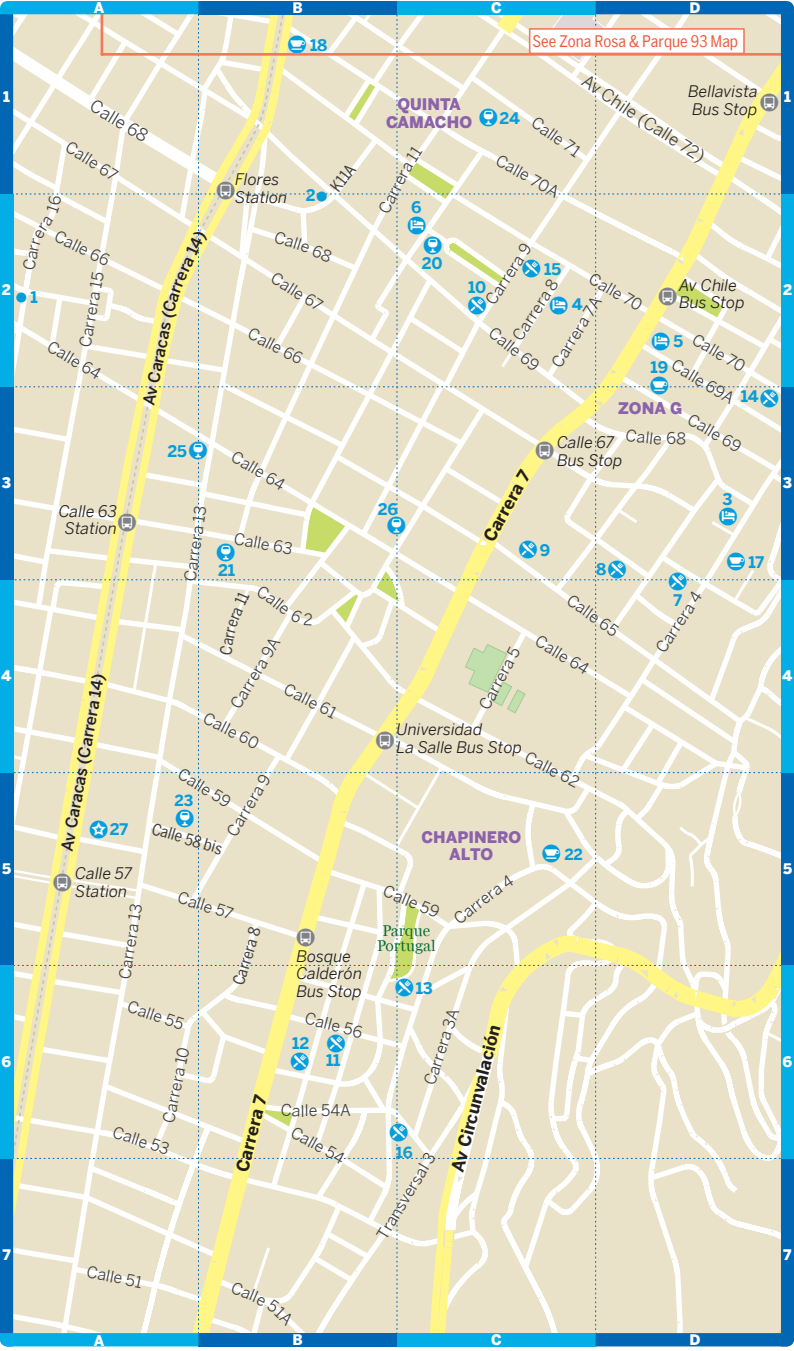 See Zona Rosa & Parque 93 Map
18
1
1
QUINTA
CAMACHO
24
Av Chile (Calle 72)
Bellavista
Bus Stop
Calle 68
Calle 71
Calle 67
Flores
Station
2
K11A
Carrera 11
Calle 70A
Carrera 16
6
20
Calle 66
Calle 68
Carrera 15
Av Caracas (Carrera 14)
1
2
2
Calle 67
10
Carrera 9
15
Carrera 8
4
Carrera 7A
Calle 70
Av Chile
Bus Stop
Calle 64
Calle 66
Calle 69
5
Calle 70
19
Calle 69A
14
ZONA G
Calle 69
Calle 68
25
Calle 64
Calle 67
Bus Stop
Carrera 7
3
3
3
Calle 63
Station
Carrera 13
26
Calle 63
21
9
8
17
7
Carrera 11
Calle 62
Calle 65
Carrera 4
Carrera 9A
Calle 64
Carrera 5
4
4
Calle 61
Av Caracas (Carrera 14)
Calle 60
Universidad
La Salle Bus Stop
Calle 62
Calle 59
Carrera 9
23
27
Calle 58 bis
CHAPINERO
ALTO
22
5
5
Calle 57
Station
Calle 57
Calle 59
Carrera 4
Carrera 13
Carrera 8
Parque
Portugal
Bosque
Calderón
Bus Stop
13
Calle 55
Calle 56
12
11
Carrera 3A
Av Circunvalación
6
6
Carrera 10
Calle 54A
Carrera 7
Calle 53
Calle 54
16
Transversal 3
7
7
Calle 51
Calle 51A
A
B
C
D
A
B
C
D